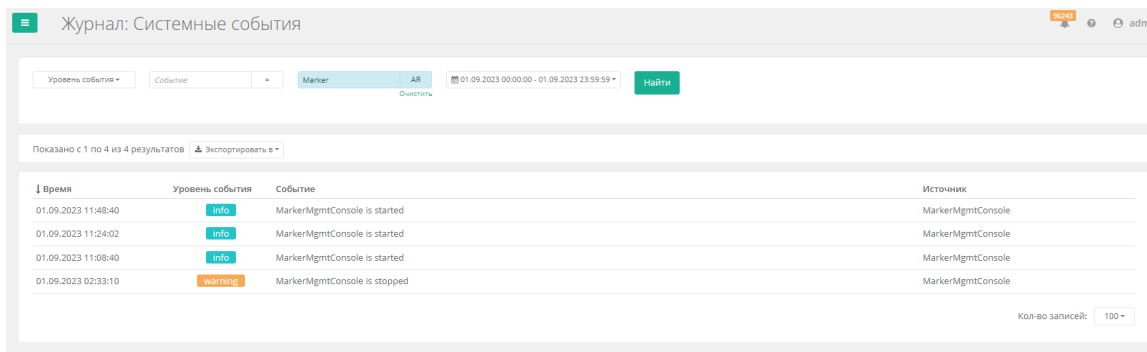 Журнал: Системные события
96243
adm
Уровень события
Событие
=
Marker
АЯ
01.09.2023 00:00:00 - 01.09.2023 23:59:59
Найти
Очистить
Показано с 1 по 4 из 4 результатов
Экспортировать в
Время Уровень события Событие Источник
01.09.2023 11:48:40 info MarkerMgmtConsole is started MarkerMgmtConsole
01.09.2023 11:24:02 info MarkerMgmtConsole is started MarkerMgmtConsole
01.09.2023 11:08:40 info MarkerMgmtConsole is started MarkerMgmtConsole
01.09.2023 02:33:10 warning MarkerMgmtConsole is stopped MarkerMgmtConsole
Кол-во записей: 100